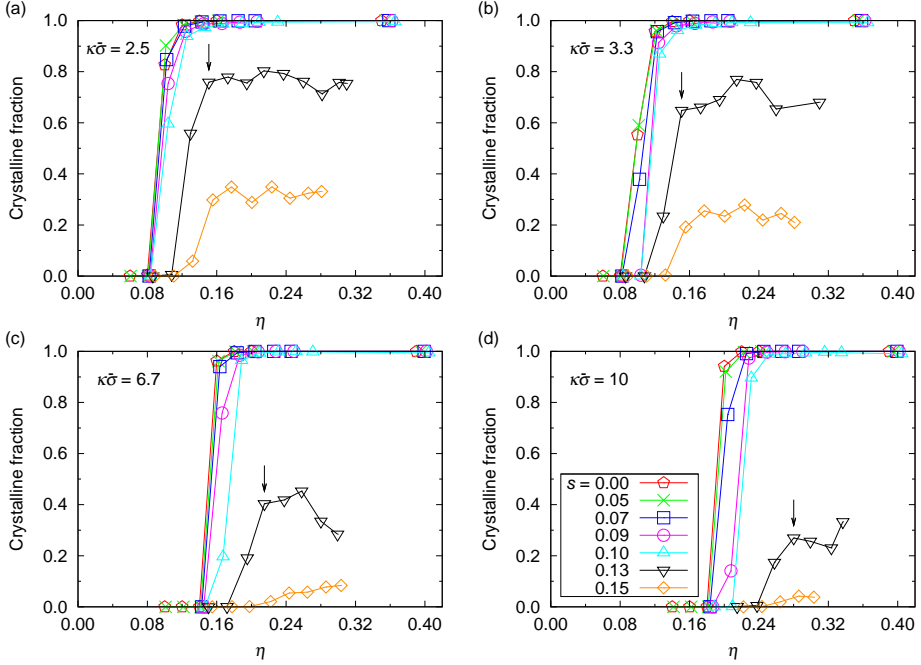 (a)
κσ̄ = 2.5
Crystalline fraction
1.0
0.8
0.6
0.4
0.2
0.0
0.00 0.08 0.16 0.24 0.32 0.40
η
(b)
κσ̄ = 3.3
Crystalline fraction
1.0
0.8
0.6
0.4
0.2
0.0
0.00 0.08 0.16 0.24 0.32 0.40
η
(c)
κσ̄ = 6.7
Crystalline fraction
1.0
0.8
0.6
0.4
0.2
0.0
0.00 0.08 0.16 0.24 0.32 0.40
η
(d)
κσ̄ = 10
Crystalline fraction
1.0
0.8
0.6
0.4
0.2
0.0
s = 0.00
0.05
0.07
0.09
0.10
0.13
0.15
0.00 0.08 0.16 0.24 0.32 0.40
η